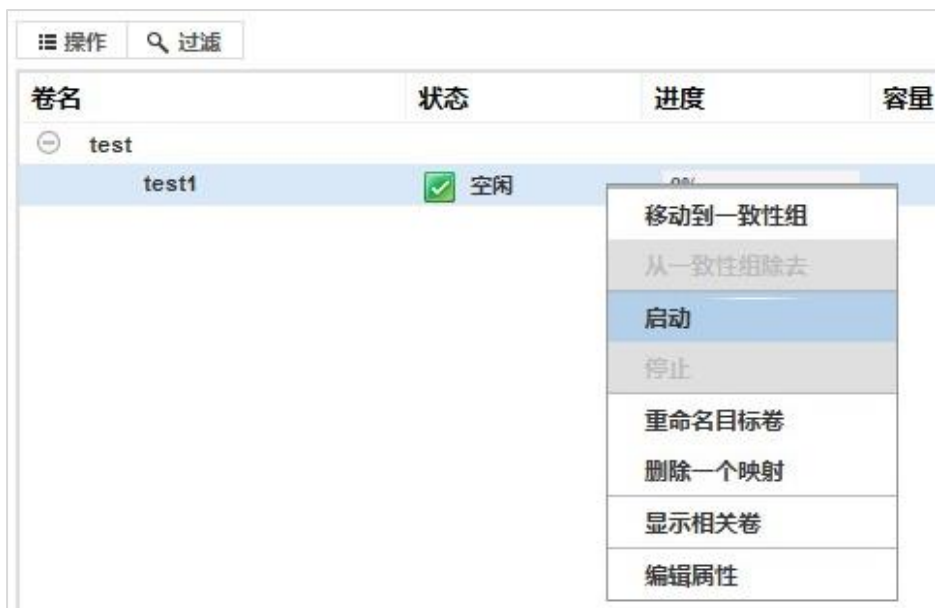 操作 过滤
卷名 状态 进度 容量
test
test1 空闲 0%
移动到一致性组
从一致性组除去
启动
停止
重命名目标卷
删除一个映射
显示相关卷
编辑属性